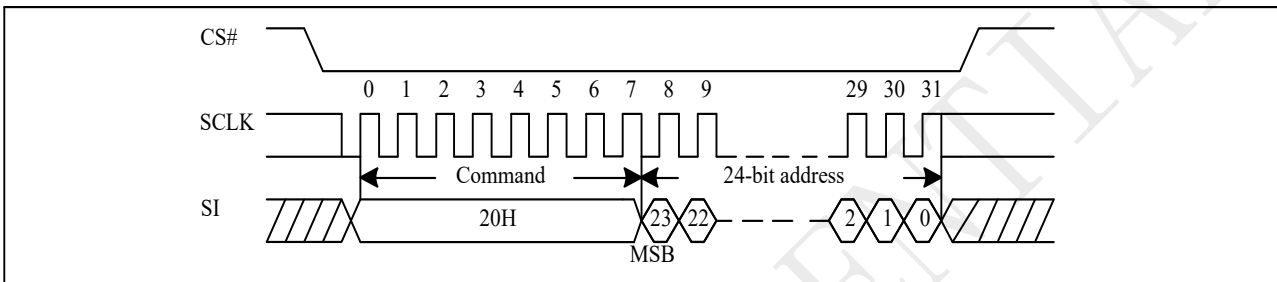 CS#
0 1 2 3 4 5 6 7 8 9 29 30 31
SCLK
Command 24-bit address
SI
20H 23 22 2 1 0
MSB